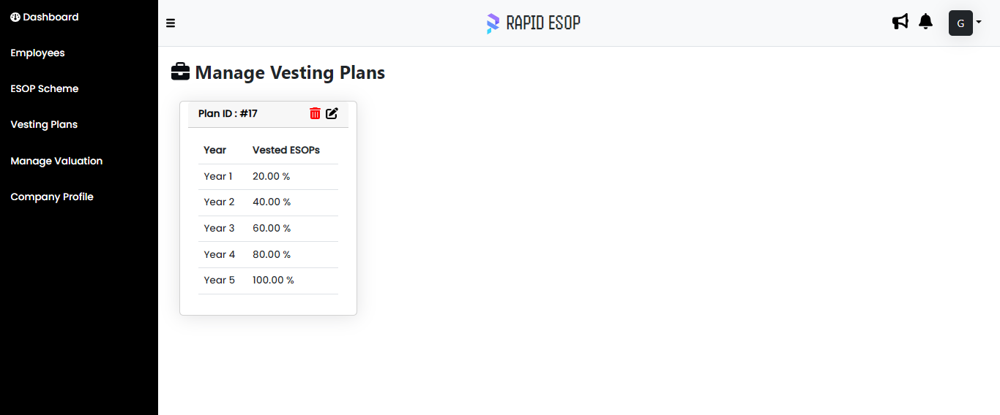 Dashboard
Employees
ESOP Scheme
Vesting Plans
Manage Valuation
Company Profile
RAPID ESOP
G
Manage Vesting Plans
Plan ID : #17
Year Vested ESOPs
Year 1 20.00 %
Year 2 40.00 %
Year 3 60.00 %
Year 4 80.00 %
Year 5 100.00 %